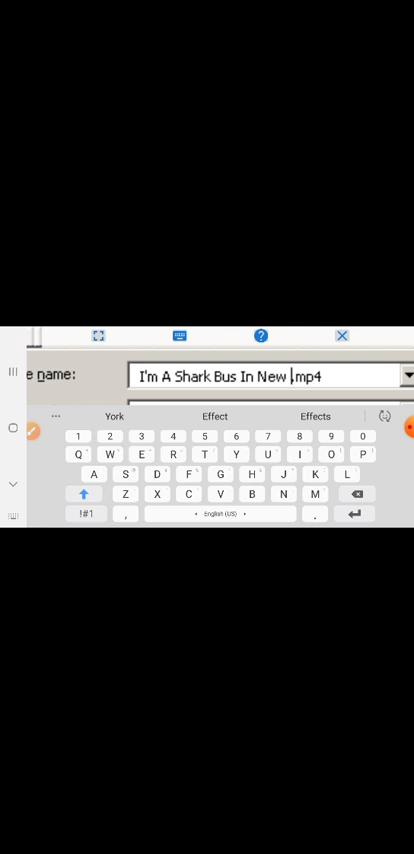 ?
e name:
I'm A Shark Bus In New .mp4
... York Effect Effects
1 2 3 4 5 6 7 8 9 0
Q W E R T Y U I O P
A S D F G H J K L
Z X C V B N M
!#1 , English (US) .